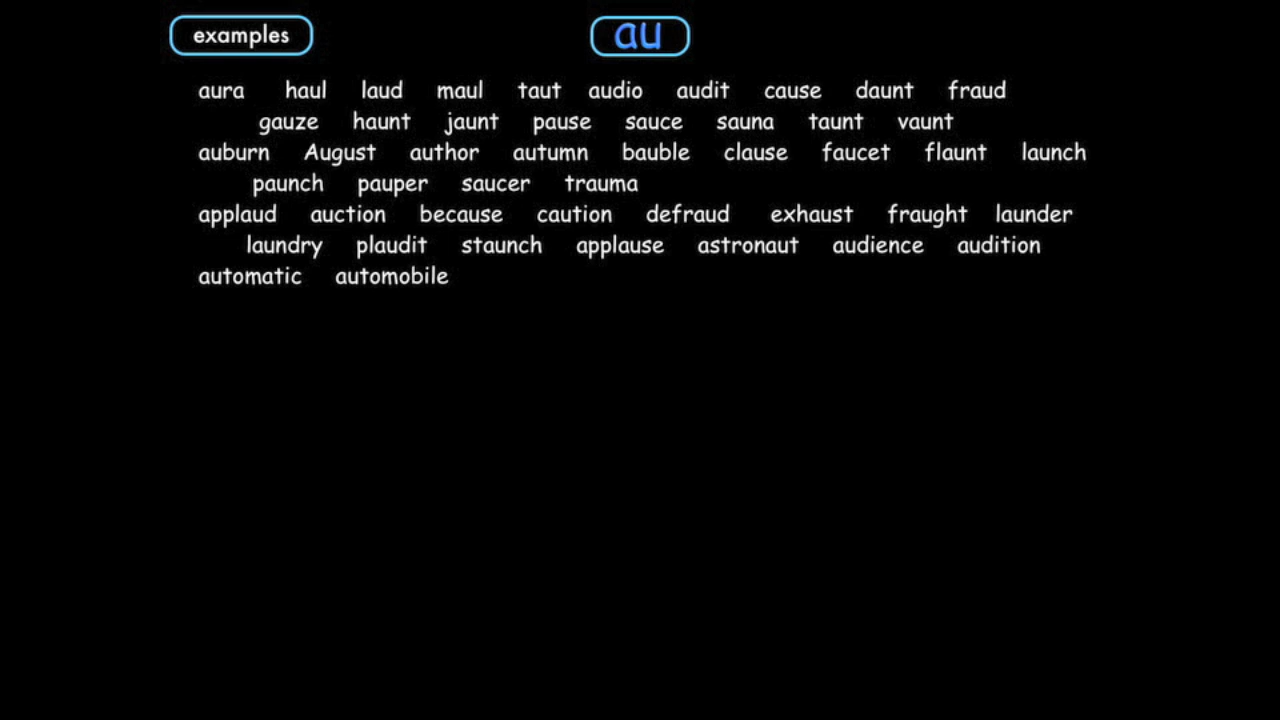 examples au
aura haul laud maul taut audio audit cause daunt fraud
gauze haunt jaunt pause sauce sauna taunt vaunt
auburn August author autumn bauble clause faucet flaunt launch
paunch pauper saucer trauma
applaud auction because caution defraud exhaust fraught launder
laundry plaudit staunch applause astronaut audience audition
automatic automobile